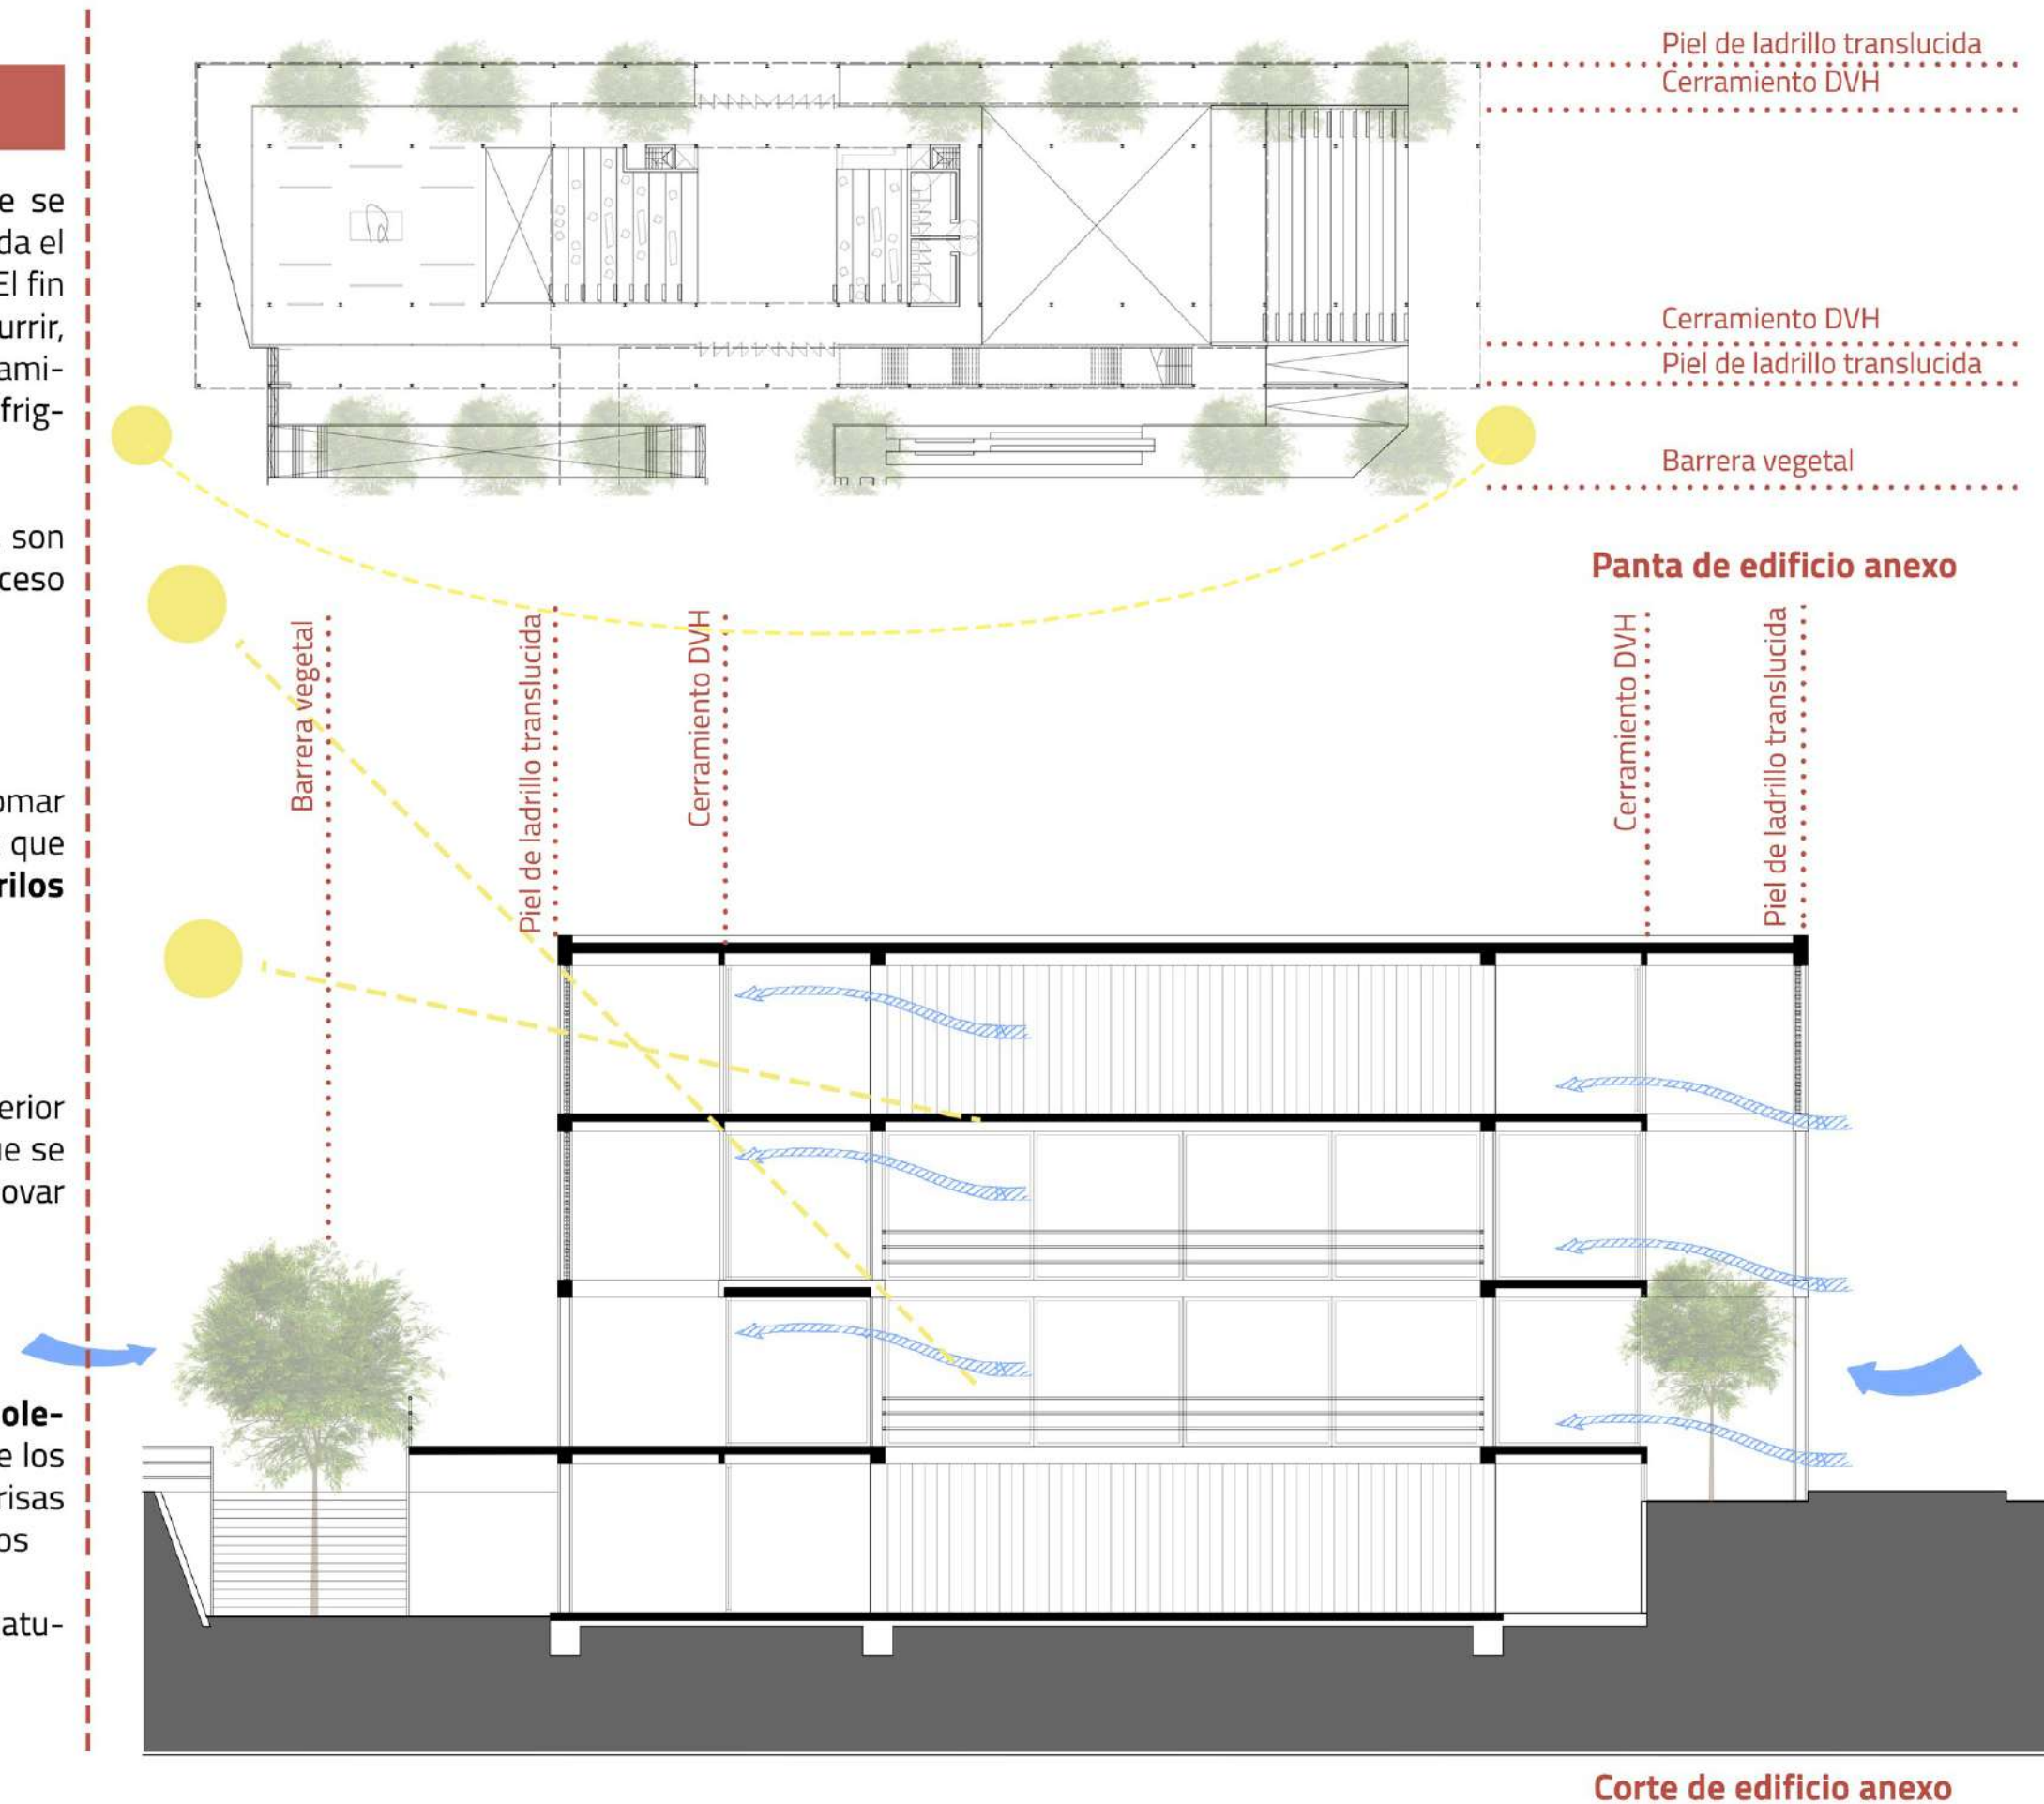 e se
da el
El fin
urrir,
ami-
frig-
son
ceso
omar
que
rilos
erior
ue se
ovar
ole-
e los
risas
os
atu-
Piel de ladrillo translucida
Cerramiento DVH
Cerramiento DVH
Piel de ladrillo translucida
Barrera vegetal
Panta de edificio anexo
Barrera vegetal
Piel de ladrillo translucida
Cerramiento DVH
Cerramiento DVH
Piel de ladrillo translucida
Corte de edificio anexo